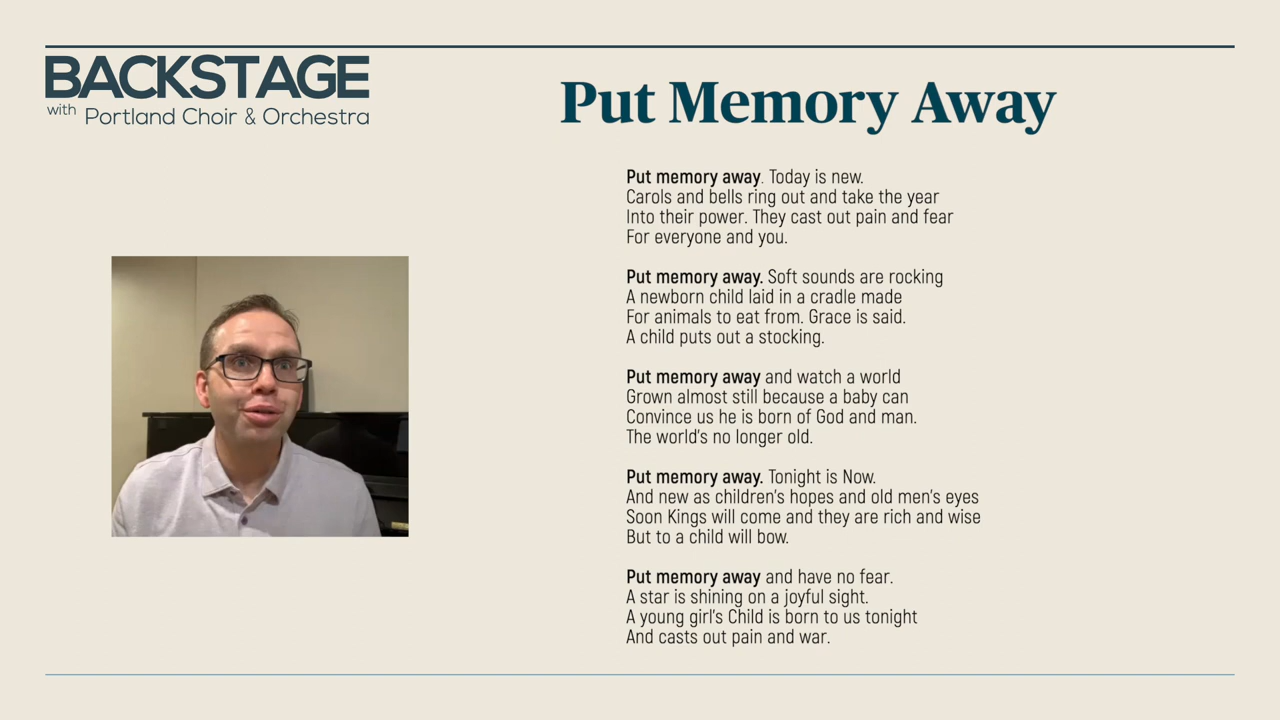 BACKSTAGE
with Portland Choir & Orchestra
Put Memory Away
Put memory away. Today is new.
Carols and bells ring out and take the year
Into their power. They cast out pain and fear
For everyone and you.
Put memory away. Soft sounds are rocking
A newborn child laid in a cradle made
For animals to eat from. Grace is said.
A child puts out a stocking.
Put memory away and watch a world
Grown almost still because a baby can
Convince us he is born of God and man.
The world's no longer old.
Put memory away. Tonight is Now.
And new as children's hopes and old men's eyes
Soon Kings will come and they are rich and wise
But to a child will bow.
Put memory away and have no fear.
A star is shining on a joyful sight.
A young girl's Child is born to us tonight
And casts out pain and war.